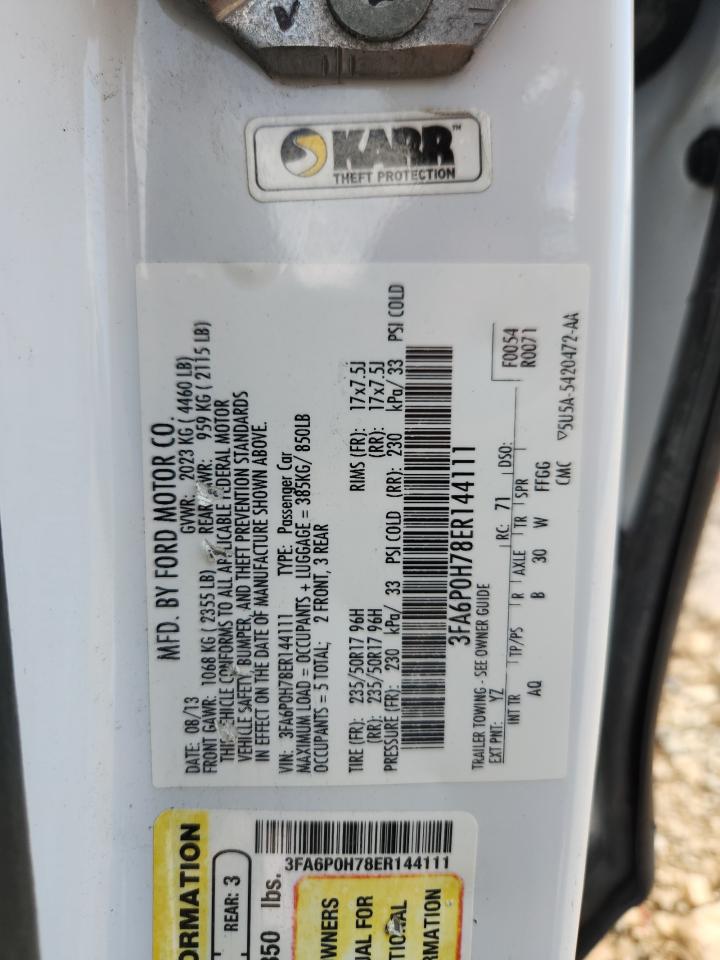 KARR™
THEFT PROTECTION
MFD. BY FORD MOTOR CO.
DATE: 08/13 GVWR: 2023 KG ( 4460 LB)
FRONT GAWR: 1068 KG ( 2355 LB) REAR GAWR: 959 KG ( 2115 LB)
THIS VEHICLE CONFORMS TO ALL APPLICABLE FEDERAL MOTOR
VEHICLE SAFETY, BUMPER, AND THEFT PREVENTION STANDARDS
IN EFFECT ON THE DATE OF MANUFACTURE SHOWN ABOVE.
VIN: 3FA6P0H78ER144111 TYPE: Passenger Car
MAXIMUM LOAD = OCCUPANTS + LUGGAGE = 385KG/ 850LB
OCCUPANTS = 5 TOTAL; 2 FRONT, 3 REAR
TIRE (FR): 235/50R17 96H RIMS (FR): 17x7.5J
(RR): 235/50R17 96H (RR): 17x7.5J
PRESSURE (FR): 230 kPa/ 33 PSI COLD (RR): 230 kPa/ 33 PSI COLD
3FA6P0H78ER144111
TRAILER TOWING - SEE OWNER GUIDE
EXT PNT: YZ RC: 71 DSO:
F0054
R0071
INT TR TP/PS R AXLE TR SPR
AQ B 30 W FFGG
CMC ▽5U5A-5420472-AA
ORMATION
REAR: 3
lbs.
3FA6P0H78ER144111
OWNERS
FOR
MATION